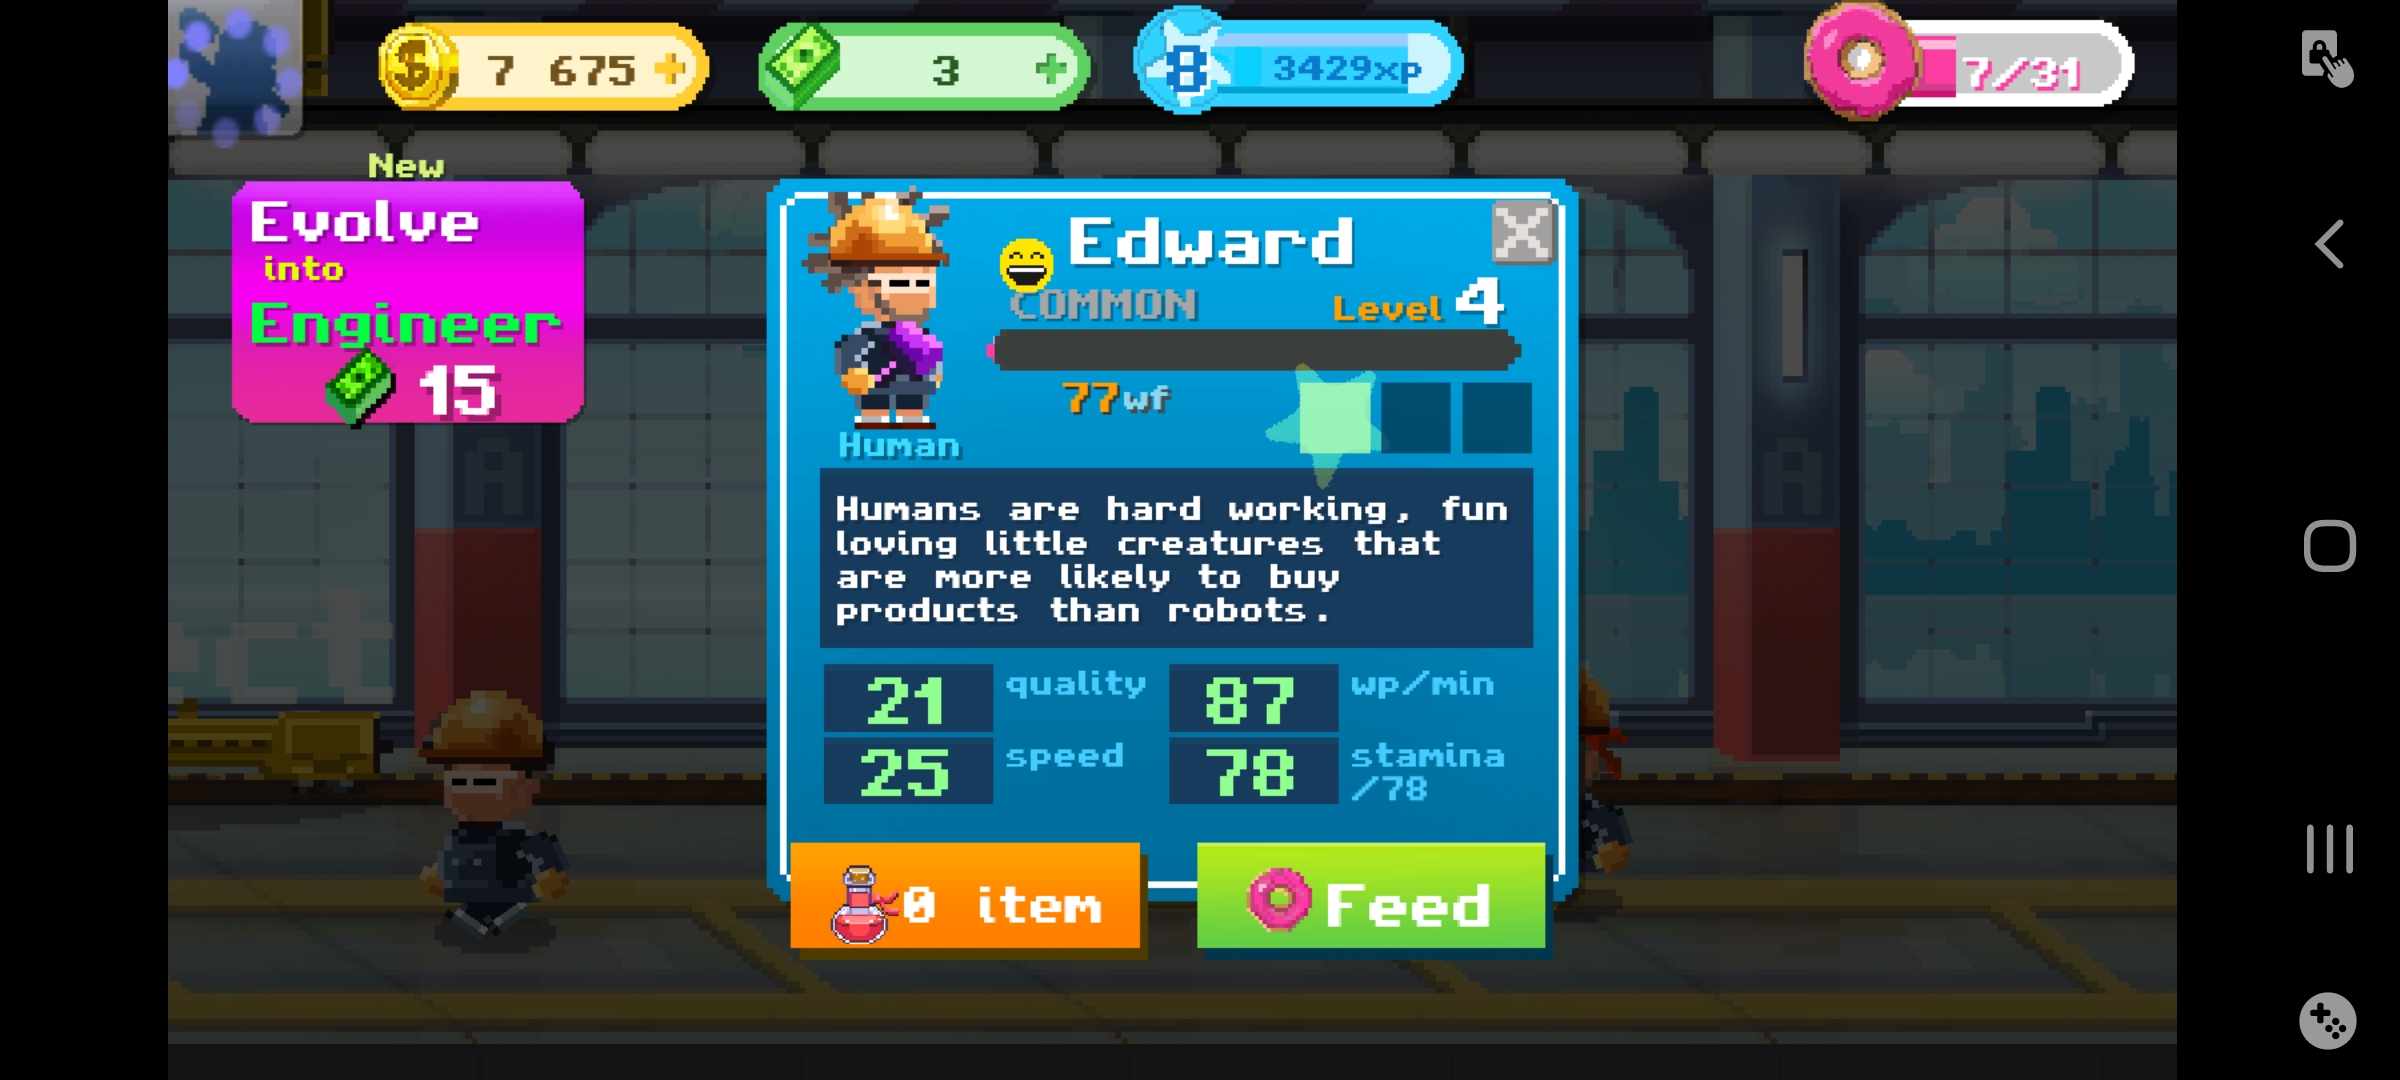 7 675 +
3 +
8 3429xp
7/31
New
Evolve
into
Engineer
15
Edward
COMMON
Level 4
77wf
Human
Humans are hard working, fun
loving little creatures that
are more likely to buy
products than robots.
21 quality
87 wp/min
25 speed
78 stamina
/78
0 item
Feed
A
A